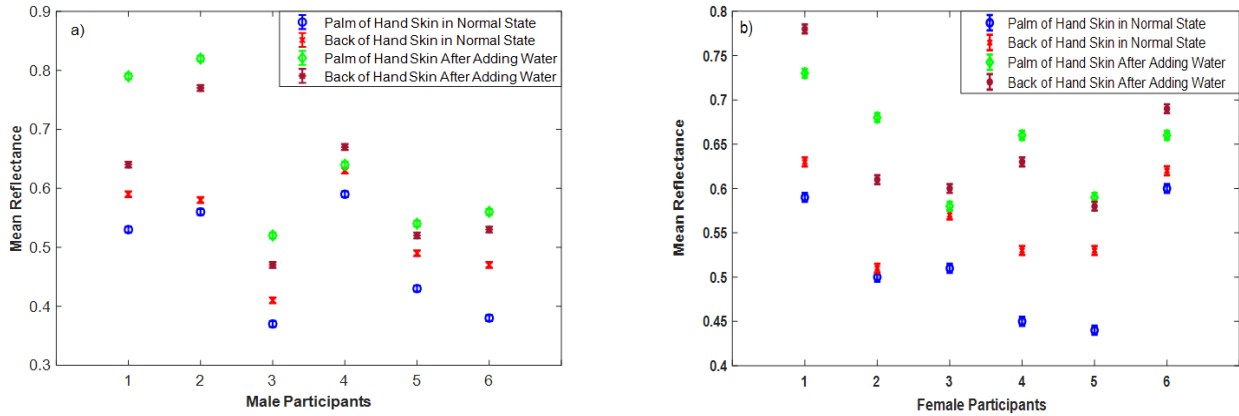 a)
Palm of Hand Skin in Normal State
Back of Hand Skin in Normal State
Palm of Hand Skin After Adding Water
Back of Hand Skin After Adding Water
Mean Reflectance
0.9
0.8
0.7
0.6
0.5
0.4
0.3
1 2 3 4 5 6
Male Participants
b)
Palm of Hand Skin in Normal State
Back of Hand Skin in Normal State
Palm of Hand Skin After Adding Water
Back of Hand Skin After Adding Water
Mean Reflectance
0.8
0.75
0.7
0.65
0.6
0.55
0.5
0.45
0.4
1 2 3 4 5 6
Female Participants